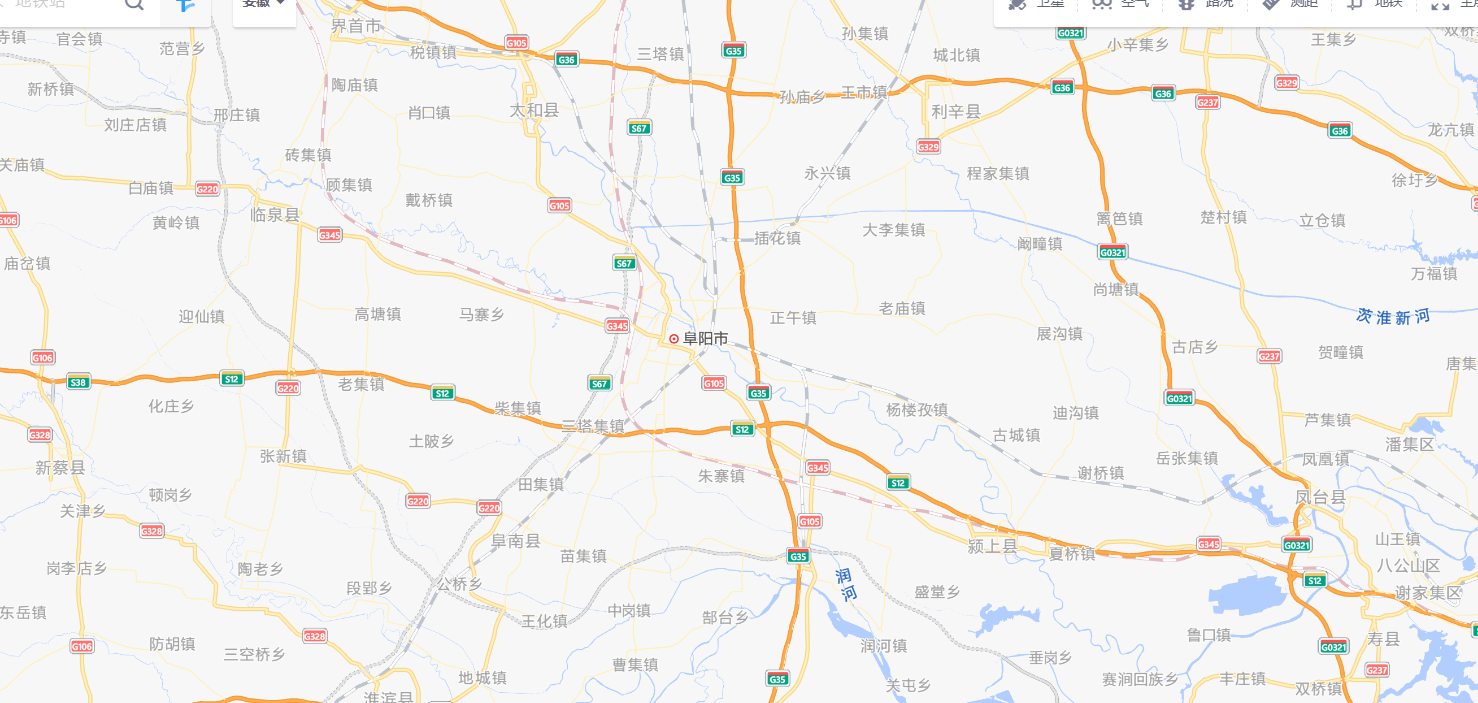 地铁站
安徽
卫星
空气
路况
测距
地铁
界首市
寺镇
官会镇
范营乡
税镇镇
G105
G36
三塔镇
G35
孙集镇
城北镇
G0321
小辛集乡
王集乡
新桥镇
陶庙镇
孙庙乡
王市镇
G36
G36
G237
G329
刘庄店镇
邢庄镇
肖口镇
太和县
S67
利辛县
G36
龙亢镇
关庙镇
砖集镇
G329
白庙镇
G220
顾集镇
戴桥镇
G105
G35
永兴镇
程家集镇
徐圩乡
G106
黄岭镇
临泉县
G345
插花镇
大李集镇
阚疃镇
篱笆镇
楚村镇
立仓镇
庙岔镇
S67
G0321
万福镇
尚塘镇
迎仙镇
高塘镇
马寨乡
G345
阜阳市
正午镇
老庙镇
展沟镇
茨淮新河
G106
S38
S12
G220
老集镇
S12
S67
G105
G35
古店乡
G237
贺疃镇
唐集
化庄乡
柴集镇
三塔集镇
S12
杨楼孜镇
迪沟镇
G0321
芦集镇
G328
土陂乡
古城镇
潘集区
新蔡县
张新镇
朱寨镇
G345
S12
谢桥镇
岳张集镇
凤凰镇
顿岗乡
田集镇
凤台县
关津乡
G328
G220
G220
G105
阜南县
苗集镇
G35
颍上县
夏桥镇
G345
G0321
山王镇
岗李店乡
陶老乡
段郢乡
公桥乡
润河
盛堂乡
S12
八公山区
谢家集区
东岳镇
王化镇
中岗镇
郜台乡
鲁口镇
G106
防胡镇
G328
三空桥乡
曹集镇
润河镇
垂岗乡
G0321
寿县
G237
地城镇
G35
关屯乡
赛涧回族乡
丰庄镇
双桥镇
淮滨县